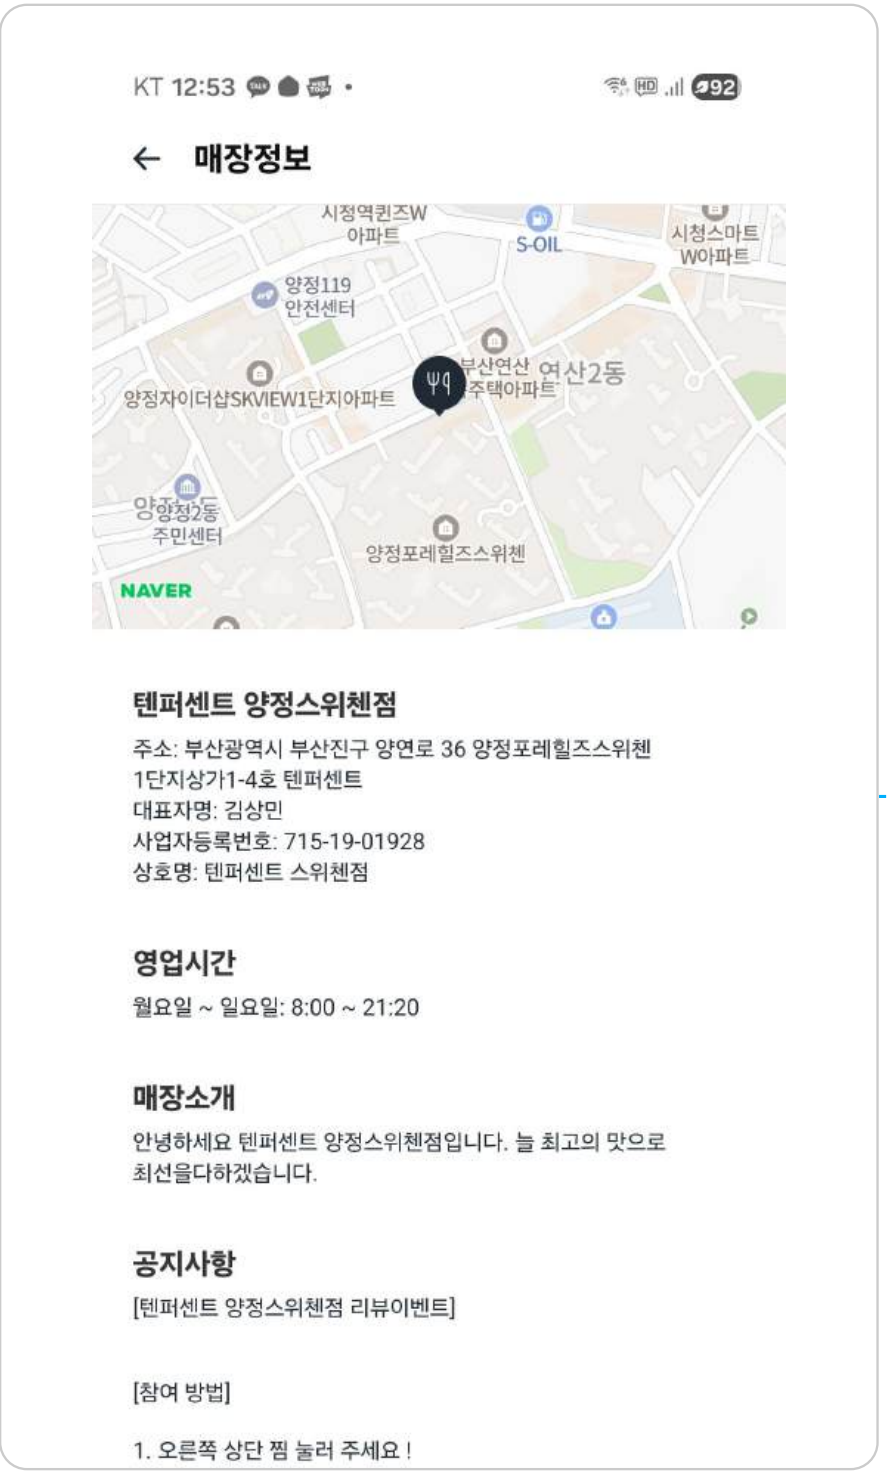 KT 12:53
HD
92
매장정보
시청역퀸즈W
아파트
S-OIL
시청스마트
W아파트
양정119
안전센터
부산연산
주택아파트
연산2동
양정자이더샵SKVIEW1단지아파트
양정2동
주민센터
양정포레힐즈스위첸
NAVER
텐퍼센트 양정스위첸점
주소: 부산광역시 부산진구 양연로 36 양정포레힐즈스위첸
1단지상가1-4호 텐퍼센트
대표자명: 김상민
사업자등록번호: 715-19-01928
상호명: 텐퍼센트 스위첸점
영업시간
월요일 ~ 일요일: 8:00 ~ 21:20
매장소개
안녕하세요 텐퍼센트 양정스위첸점입니다. 늘 최고의 맛으로
최선을다하겠습니다.
공지사항
[텐퍼센트 양정스위첸점 리뷰이벤트]
[참여 방법]
1. 오른쪽 상단 찜 눌러 주세요 !